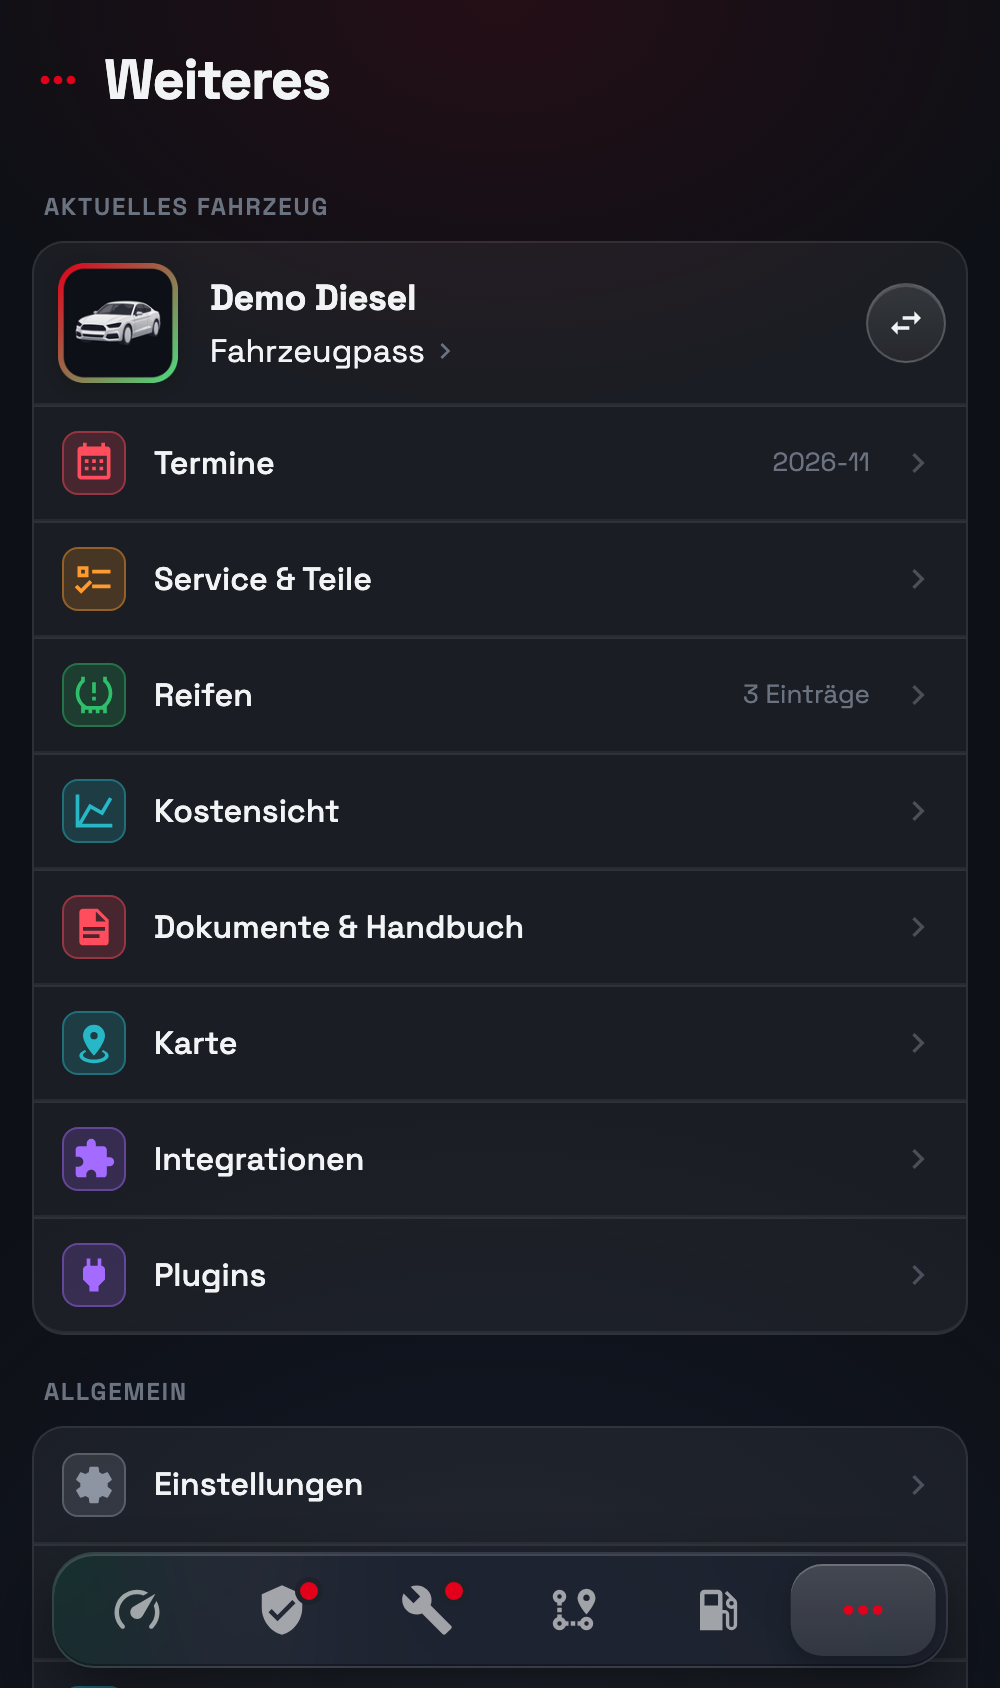 Weiteres
AKTUELLES FAHRZEUG
Demo Diesel
Fahrzeugpass
Termine 2026-11
Service & Teile
Reifen 3 Einträge
Kostensicht
Dokumente & Handbuch
Karte
Integrationen
Plugins
ALLGEMEIN
Einstellungen